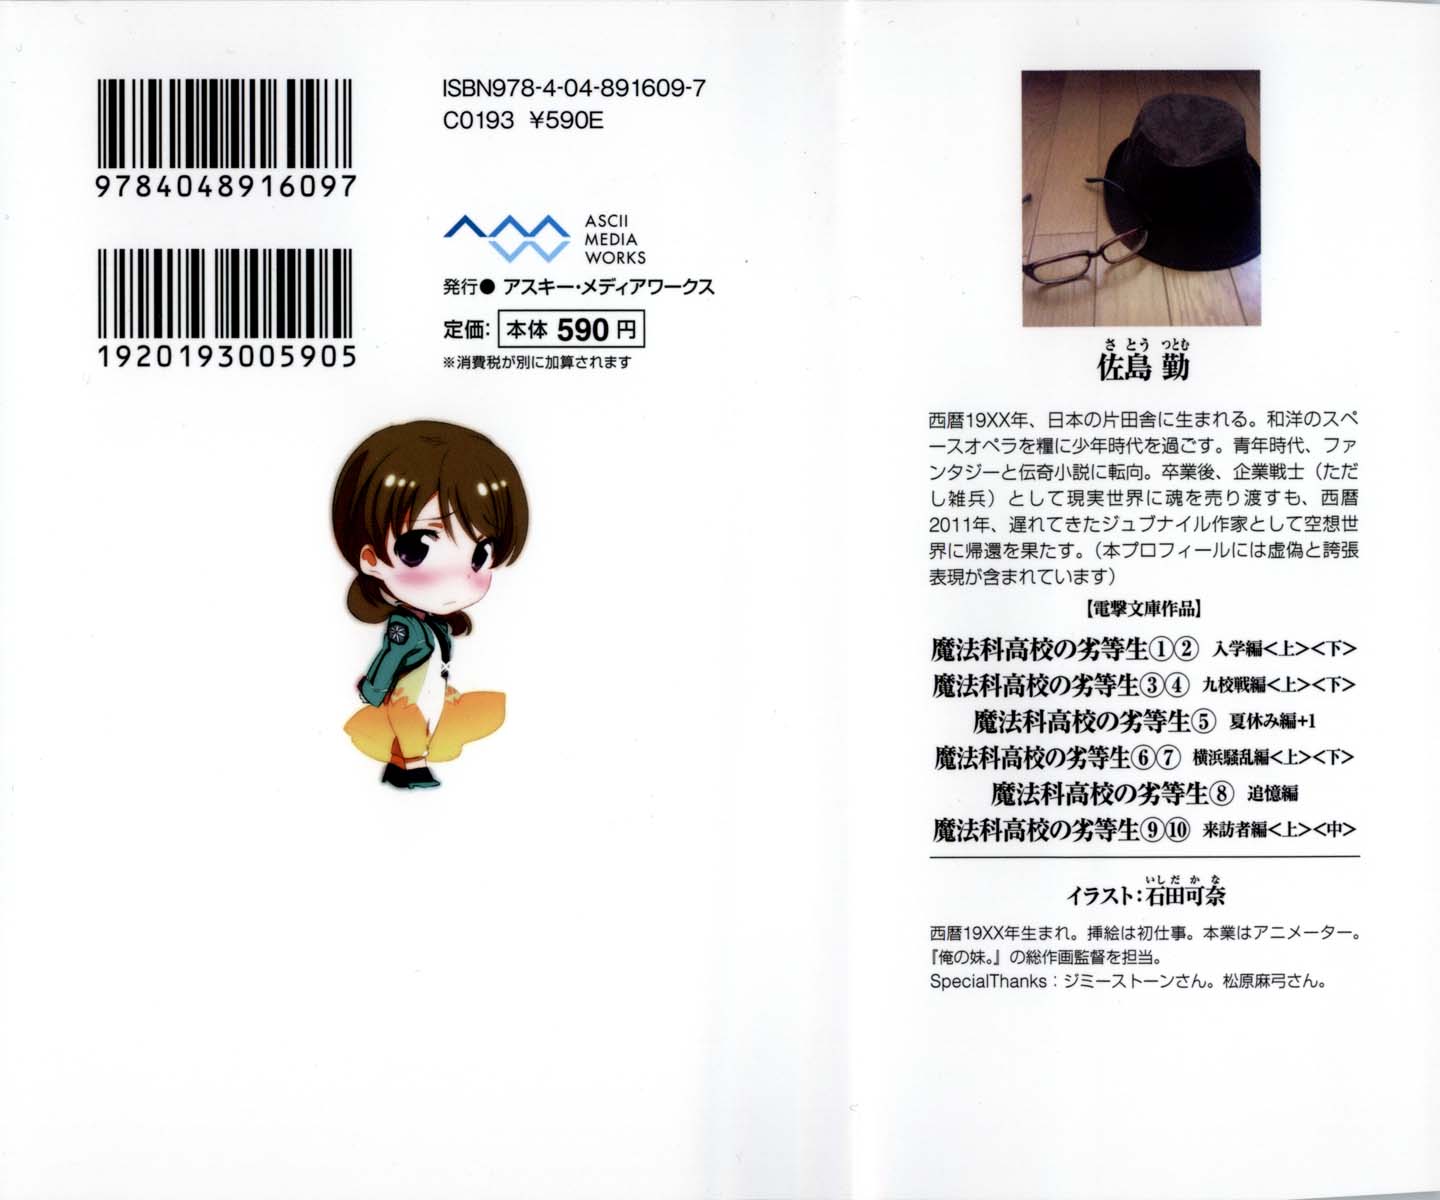 ISBN978-4-04-891609-7
C0193 ¥590E
9784048916097
ASCII
MEDIA
WORKS
発行● アスキー・メディアワークス
定価: 本体 590 円
※消費税が別に加算されます
1920193005905
さとう つとむ
佐島 勤
西暦19XX年、日本の片田舎に生まれる。和洋のスペ
ースオペラを糧に少年時代を過ごす。青年時代、ファ
ンタジーと伝奇小説に転向。卒業後、企業戦士（ただ
し雑兵）として現実世界に魂を売り渡すも、西暦
2011年、遅れてきたジュブナイル作家として空想世
界に帰還を果たす。（本プロフィールには虚偽と誇張
表現が含まれています）
【電撃文庫作品】
魔法科高校の劣等生①② 入学編<上><下>
魔法科高校の劣等生③④ 九校戦編<上><下>
魔法科高校の劣等生⑤ 夏休み編+1
魔法科高校の劣等生⑥⑦ 横浜騒乱編<上><下>
魔法科高校の劣等生⑧ 追憶編
魔法科高校の劣等生⑨⑩ 来訪者編<上><中>
いしだかな
イラスト：石田可奈
西暦19XX年生まれ。挿絵は初仕事。本業はアニメーター。
『俺の妹。』の総作画監督を担当。
SpecialThanks：ジミーストーンさん。松原麻弓さん。